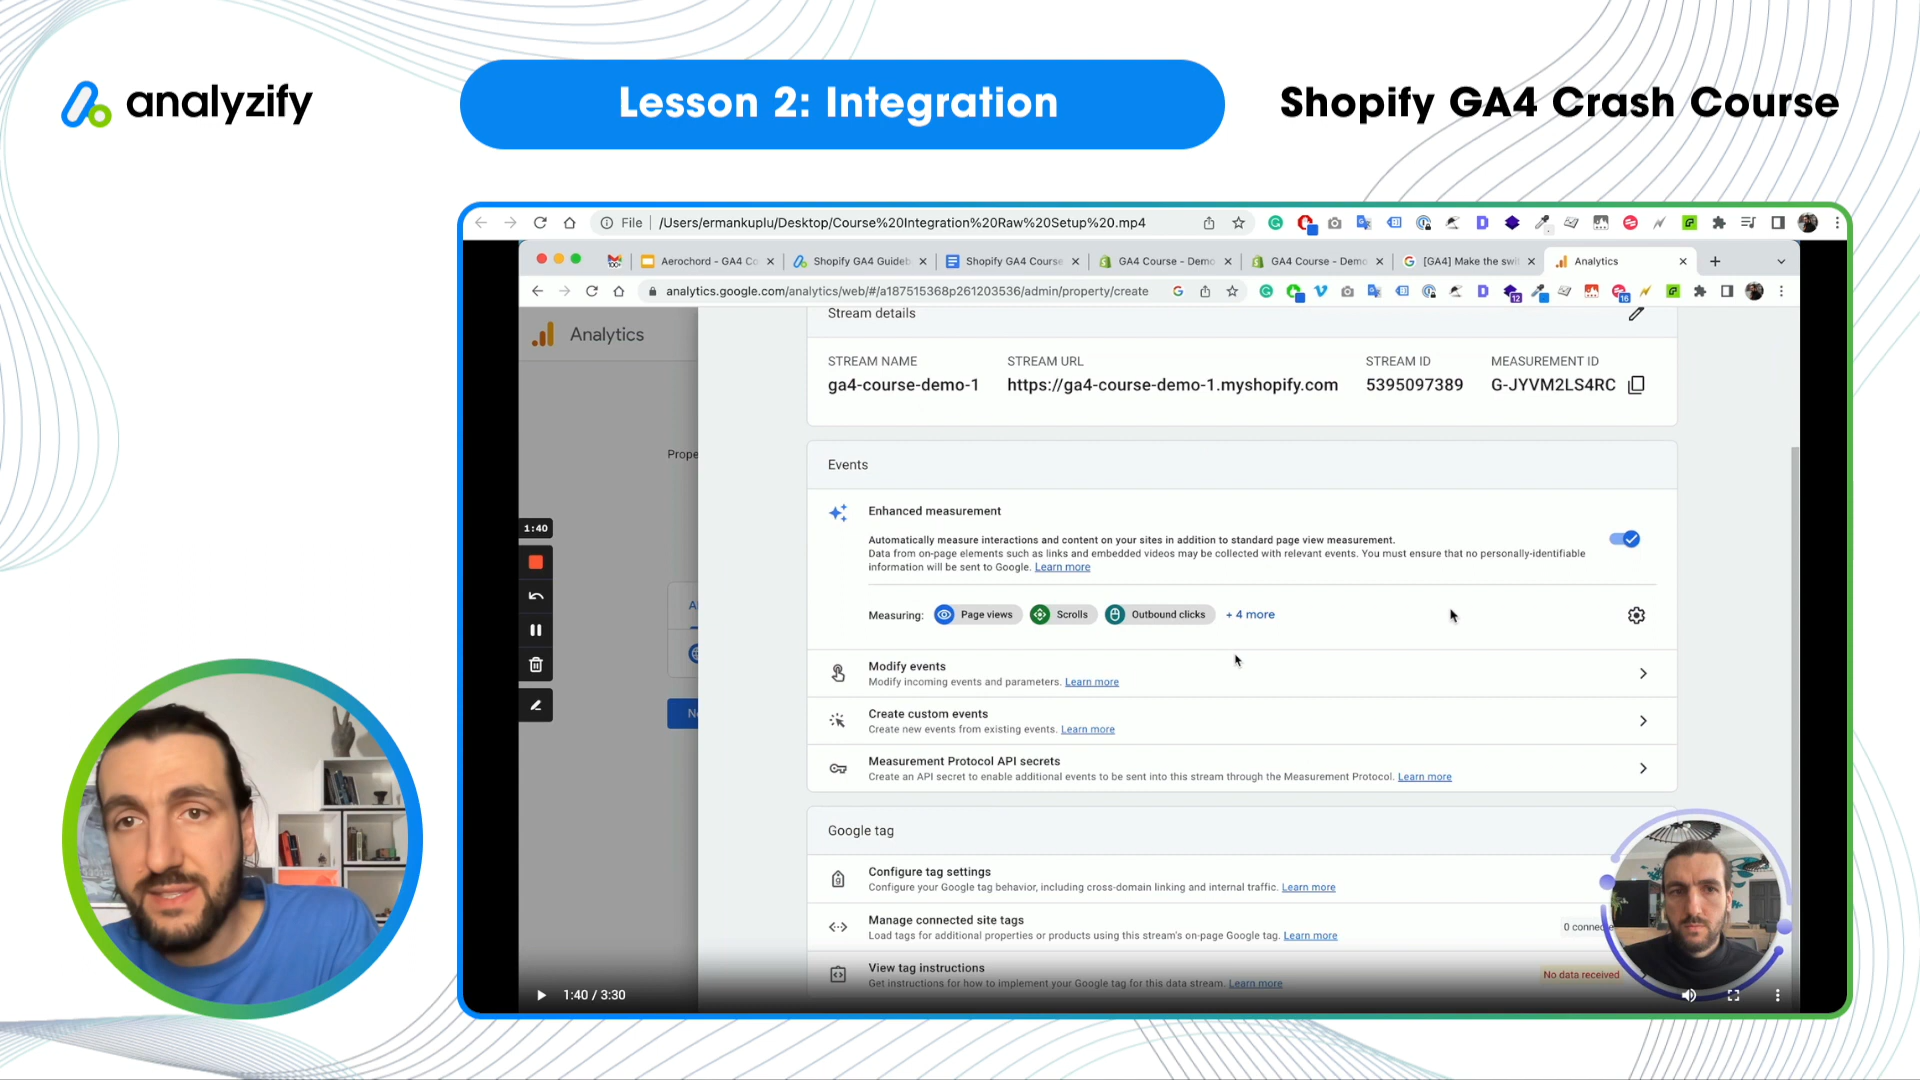 analyzify
Lesson 2: Integration
Shopify GA4 Crash Course
File
/Users/ermankuplu/Desktop/Course%20Integration%20Raw%20Setup%20.mp4
Aerochord - GA4 Co
Shopify GA4 Guideb
Shopify GA4 Course
GA4 Course - Demo
GA4 Course - Demo
[GA4] Make the swi
Analytics
analytics.google.com/analytics/web/#/a187515368p261203536/admin/property/create
12
16
Analytics
Stream details
STREAM NAME
STREAM URL
STREAM ID
MEASUREMENT ID
ga4-course-demo-1
https://ga4-course-demo-1.myshopify.com
5395097389
G-JYVM2LS4RC
Prope
Events
Enhanced measurement
Automatically measure interactions and content on your sites in addition to standard page view measurement.
Data from on-page elements such as links and embedded videos may be collected with relevant events. You must ensure that no personally-identifiable
information will be sent to Google. Learn more
1:40
Measuring:
Page views
Scrolls
Outbound clicks
+ 4 more
Modify events
Modify incoming events and parameters. Learn more
Create custom events
Create new events from existing events. Learn more
Measurement Protocol API secrets
Create an API secret to enable additional events to be sent into this stream through the Measurement Protocol. Learn more
Google tag
Configure tag settings
Configure your Google tag behavior, including cross-domain linking and internal traffic. Learn more
Manage connected site tags
Load tags for additional properties or products using this stream's on-page Google tag. Learn more
0 connec
View tag instructions
Get instructions for how to implement your Google tag for this data stream. Learn more
No data received
1:40 / 3:30